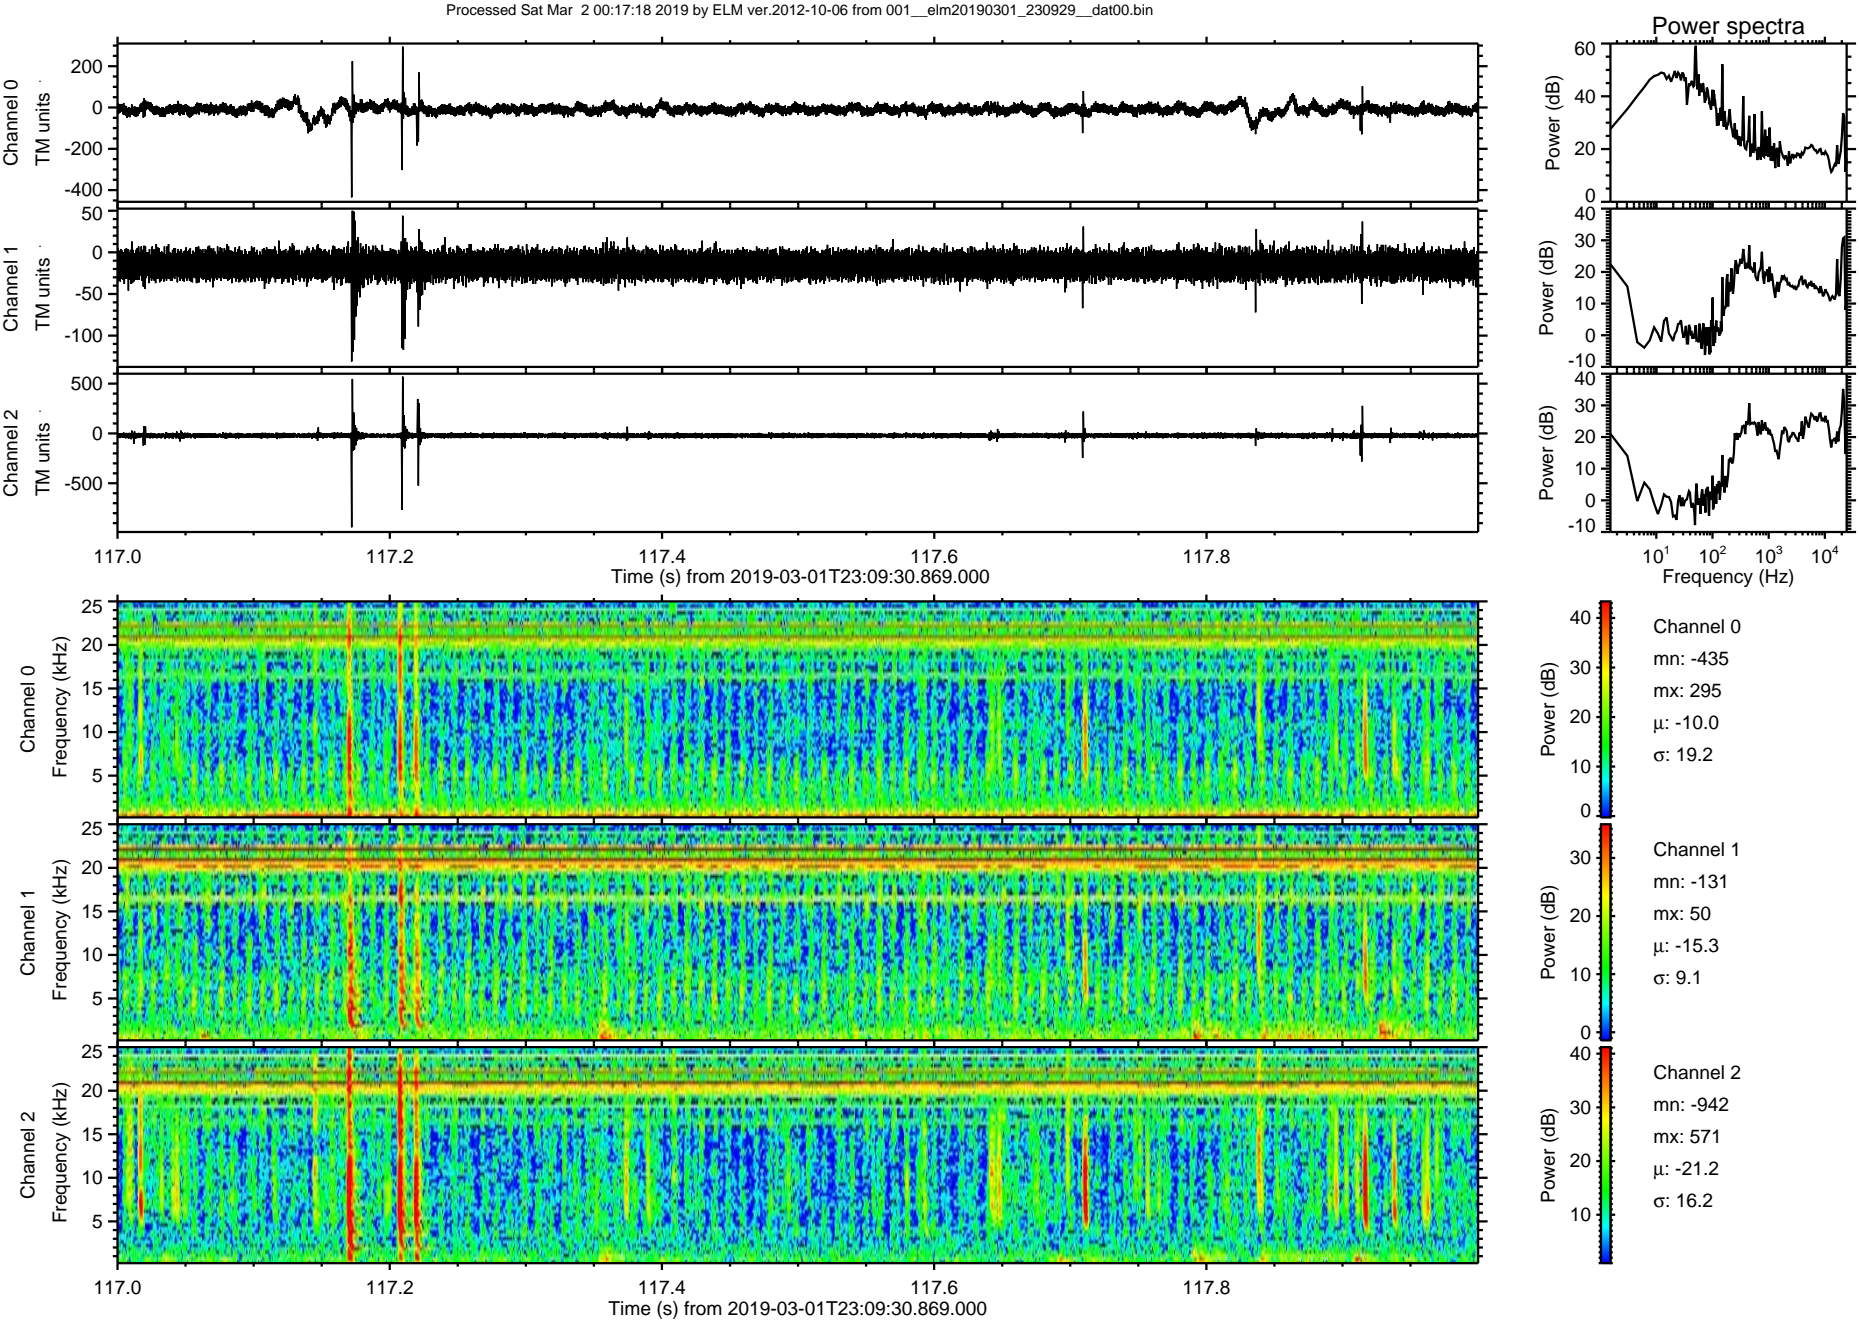 Processed Sat Mar  2 00:17:18 2019 by ELM ver.2012-10-06 from 001__elm20190301_230929__dat00.bin
Power spectra
Channel 0
TM units
200
0
-200
-400
Power (dB)
60
40
20
0
Channel 1
TM units
50
0
-50
-100
Power (dB)
40
30
20
10
0
-10
Channel 2
TM units
500
0
-500
Power (dB)
40
30
20
10
0
-10
117.0 117.2 117.4 117.6 117.8
Time (s) from 2019-03-01T23:09:30.869.000
10^1 10^2 10^3 10^4
Frequency (Hz)
Channel 0
Frequency (kHz)
25
20
15
10
5
Power (dB)
40
30
20
10
0
Channel 0
mn: -435
mx: 295
μ: -10.0
σ: 19.2
Channel 1
Frequency (kHz)
25
20
15
10
5
Power (dB)
30
20
10
0
Channel 1
mn: -131
mx: 50
μ: -15.3
σ: 9.1
Channel 2
Frequency (kHz)
25
20
15
10
5
Power (dB)
40
30
20
10
Channel 2
mn: -942
mx: 571
μ: -21.2
σ: 16.2
117.0 117.2 117.4 117.6 117.8
Time (s) from 2019-03-01T23:09:30.869.000